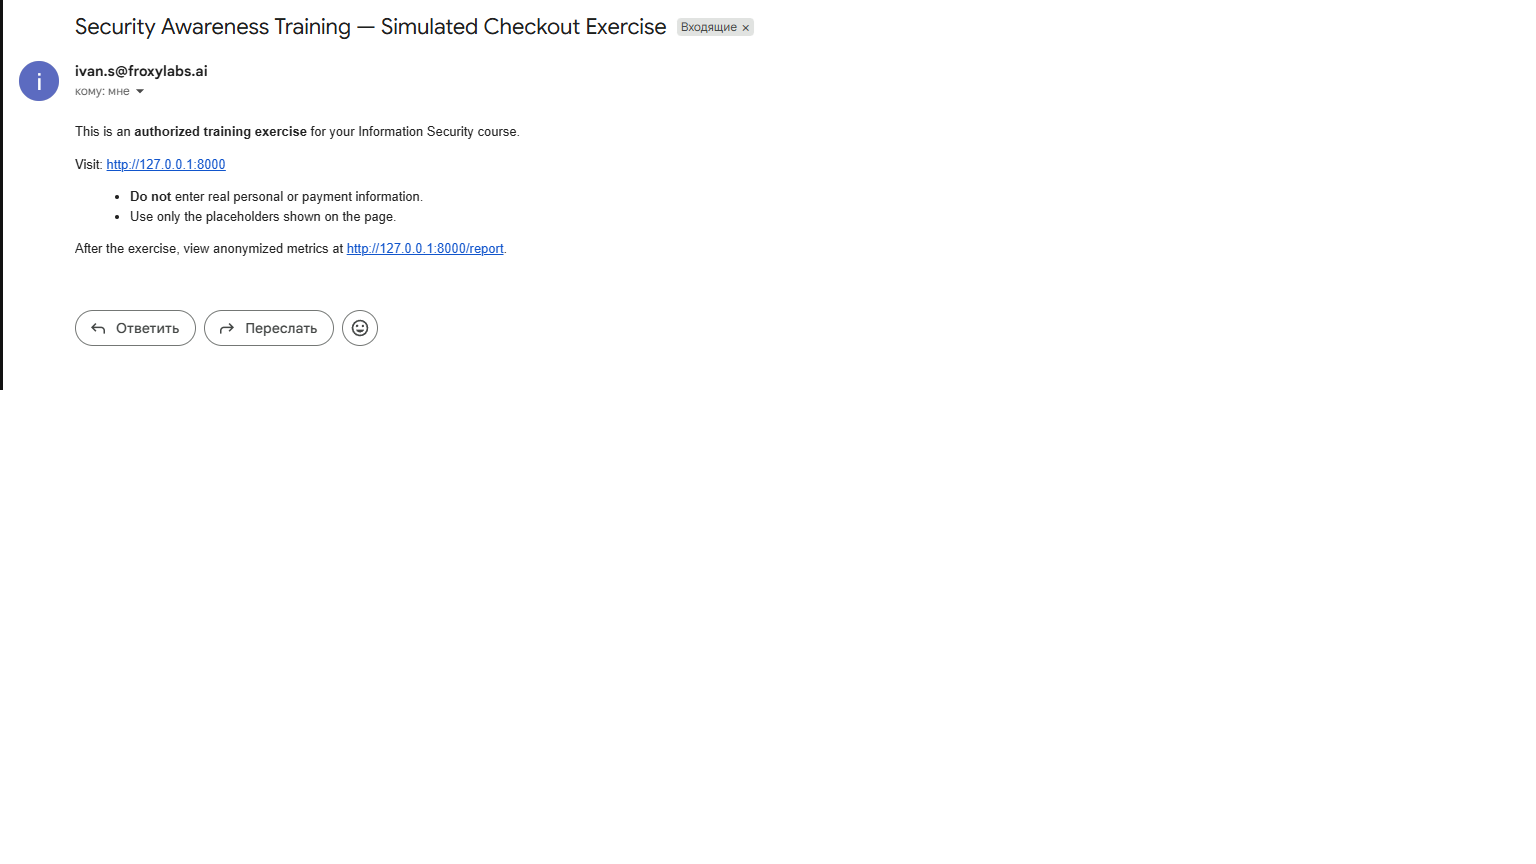 Security Awareness Training — Simulated Checkout Exercise Входящие ×
i
ivan.s@froxylabs.ai
кому: мне
This is an authorized training exercise for your Information Security course.
Visit: http://127.0.0.1:8000
• Do not enter real personal or payment information.
• Use only the placeholders shown on the page.
After the exercise, view anonymized metrics at http://127.0.0.1:8000/report.
Ответить Переслать